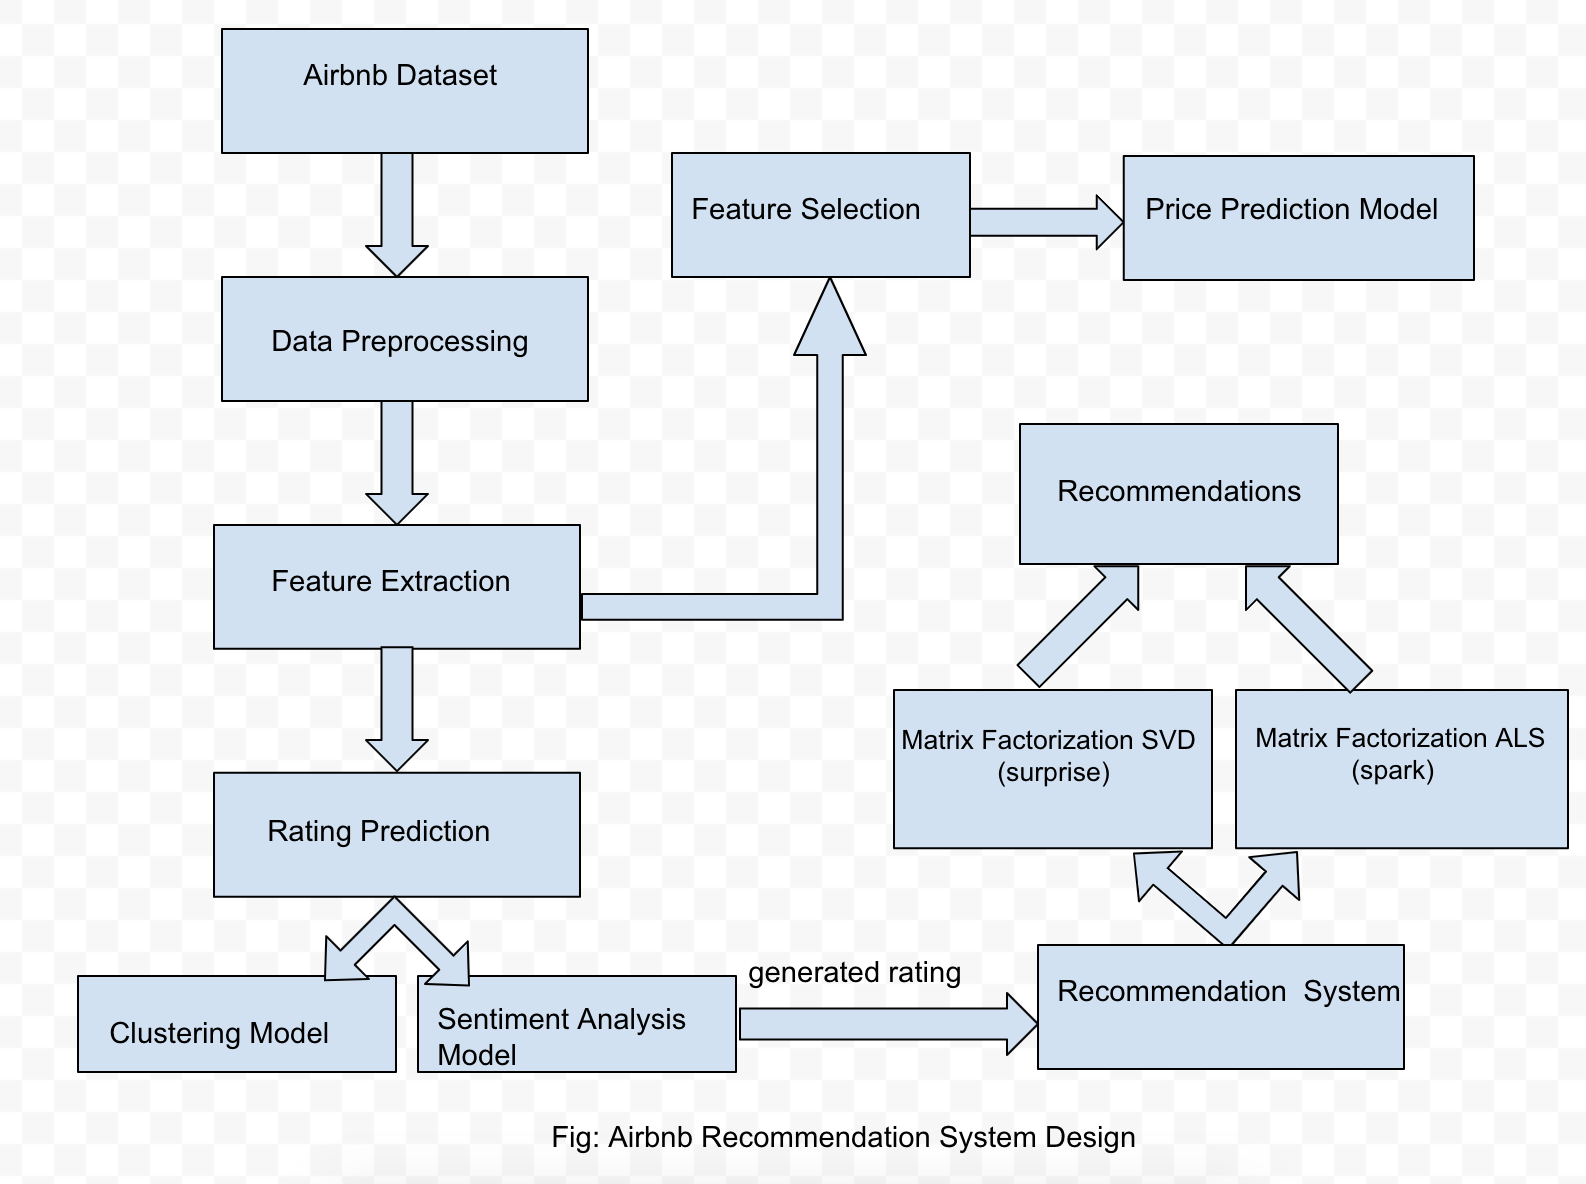 Airbnb Dataset
Feature Selection
Price Prediction Model
Data Preprocessing
Recommendations
Feature Extraction
Matrix Factorization SVD
(surprise)
Matrix Factorization ALS
(spark)
Rating Prediction
generated rating
Recommendation System
Clustering Model
Sentiment Analysis
Model
Fig: Airbnb Recommendation System Design